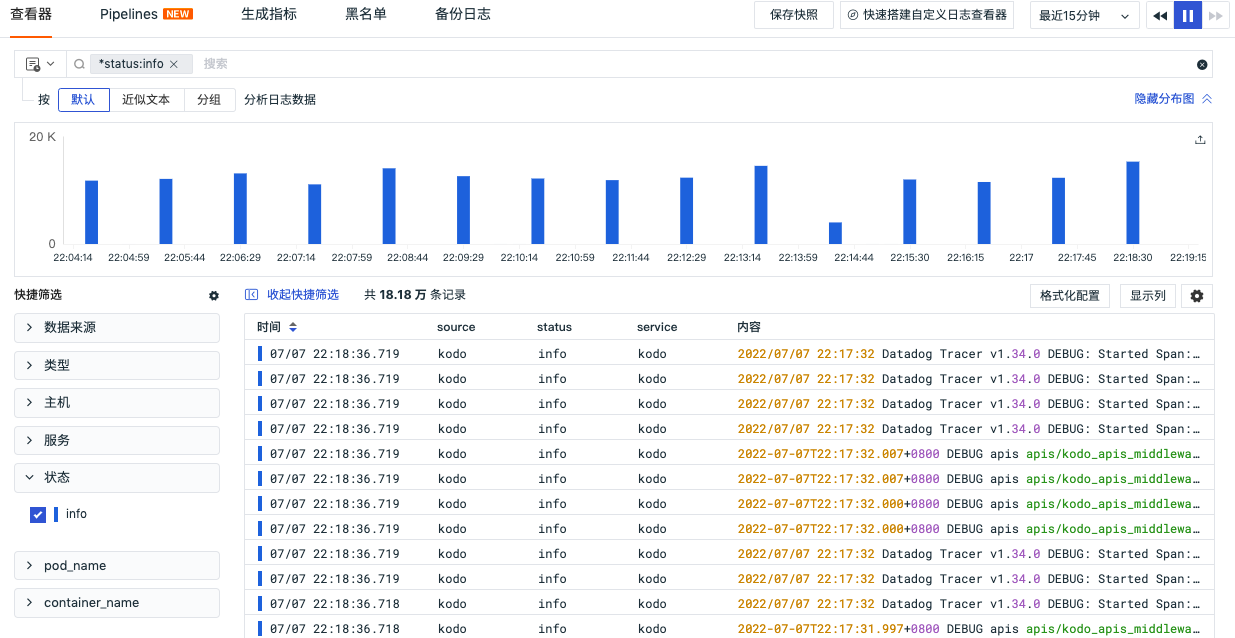 查看器 Pipelines NEW 生成指标 黑名单 备份日志 保存快照 快速搭建自定义日志查看器 最近15分钟
*status:info 搜索
按 默认 近似文本 分组 分析日志数据 隐藏分布图
20 K
0
22:04:14 22:04:59 22:05:44 22:06:29 22:07:14 22:07:59 22:08:44 22:09:29 22:10:14 22:10:59 22:11:44 22:12:29 22:13:14 22:13:59 22:14:44 22:15:30 22:16:15 22:17 22:17:45 22:18:30 22:19:15
快捷筛选 收起快捷筛选 共 18.18 万 条记录 格式化配置 显示列
数据来源
类型
主机
服务
状态
info
pod_name
container_name
时间 source status service 内容
07/07 22:18:36.719 kodo info kodo 2022/07/07 22:17:32 Datadog Tracer v1.34.0 DEBUG: Started Span:…
07/07 22:18:36.719 kodo info kodo 2022/07/07 22:17:32 Datadog Tracer v1.34.0 DEBUG: Started Span:…
07/07 22:18:36.719 kodo info kodo 2022/07/07 22:17:32 Datadog Tracer v1.34.0 DEBUG: Started Span:…
07/07 22:18:36.719 kodo info kodo 2022/07/07 22:17:32 Datadog Tracer v1.34.0 DEBUG: Started Span:…
07/07 22:18:36.719 kodo info kodo 2022-07-07T22:17:32.007+0800 DEBUG apis apis/kodo_apis_middlewa…
07/07 22:18:36.719 kodo info kodo 2022-07-07T22:17:32.007+0800 DEBUG apis apis/kodo_apis_middlewa…
07/07 22:18:36.719 kodo info kodo 2022-07-07T22:17:32.000+0800 DEBUG apis apis/kodo_apis_middlewa…
07/07 22:18:36.719 kodo info kodo 2022-07-07T22:17:32.000+0800 DEBUG apis apis/kodo_apis_middlewa…
07/07 22:18:36.719 kodo info kodo 2022/07/07 22:17:32 Datadog Tracer v1.34.0 DEBUG: Started Span:…
07/07 22:18:36.719 kodo info kodo 2022/07/07 22:17:32 Datadog Tracer v1.34.0 DEBUG: Started Span:…
07/07 22:18:36.718 kodo info kodo 2022/07/07 22:17:32 Datadog Tracer v1.34.0 DEBUG: Started Span:…
07/07 22:18:36.718 kodo info kodo 2022-07-07T22:17:31.997+0800 DEBUG apis apis/kodo_apis_middlewa…